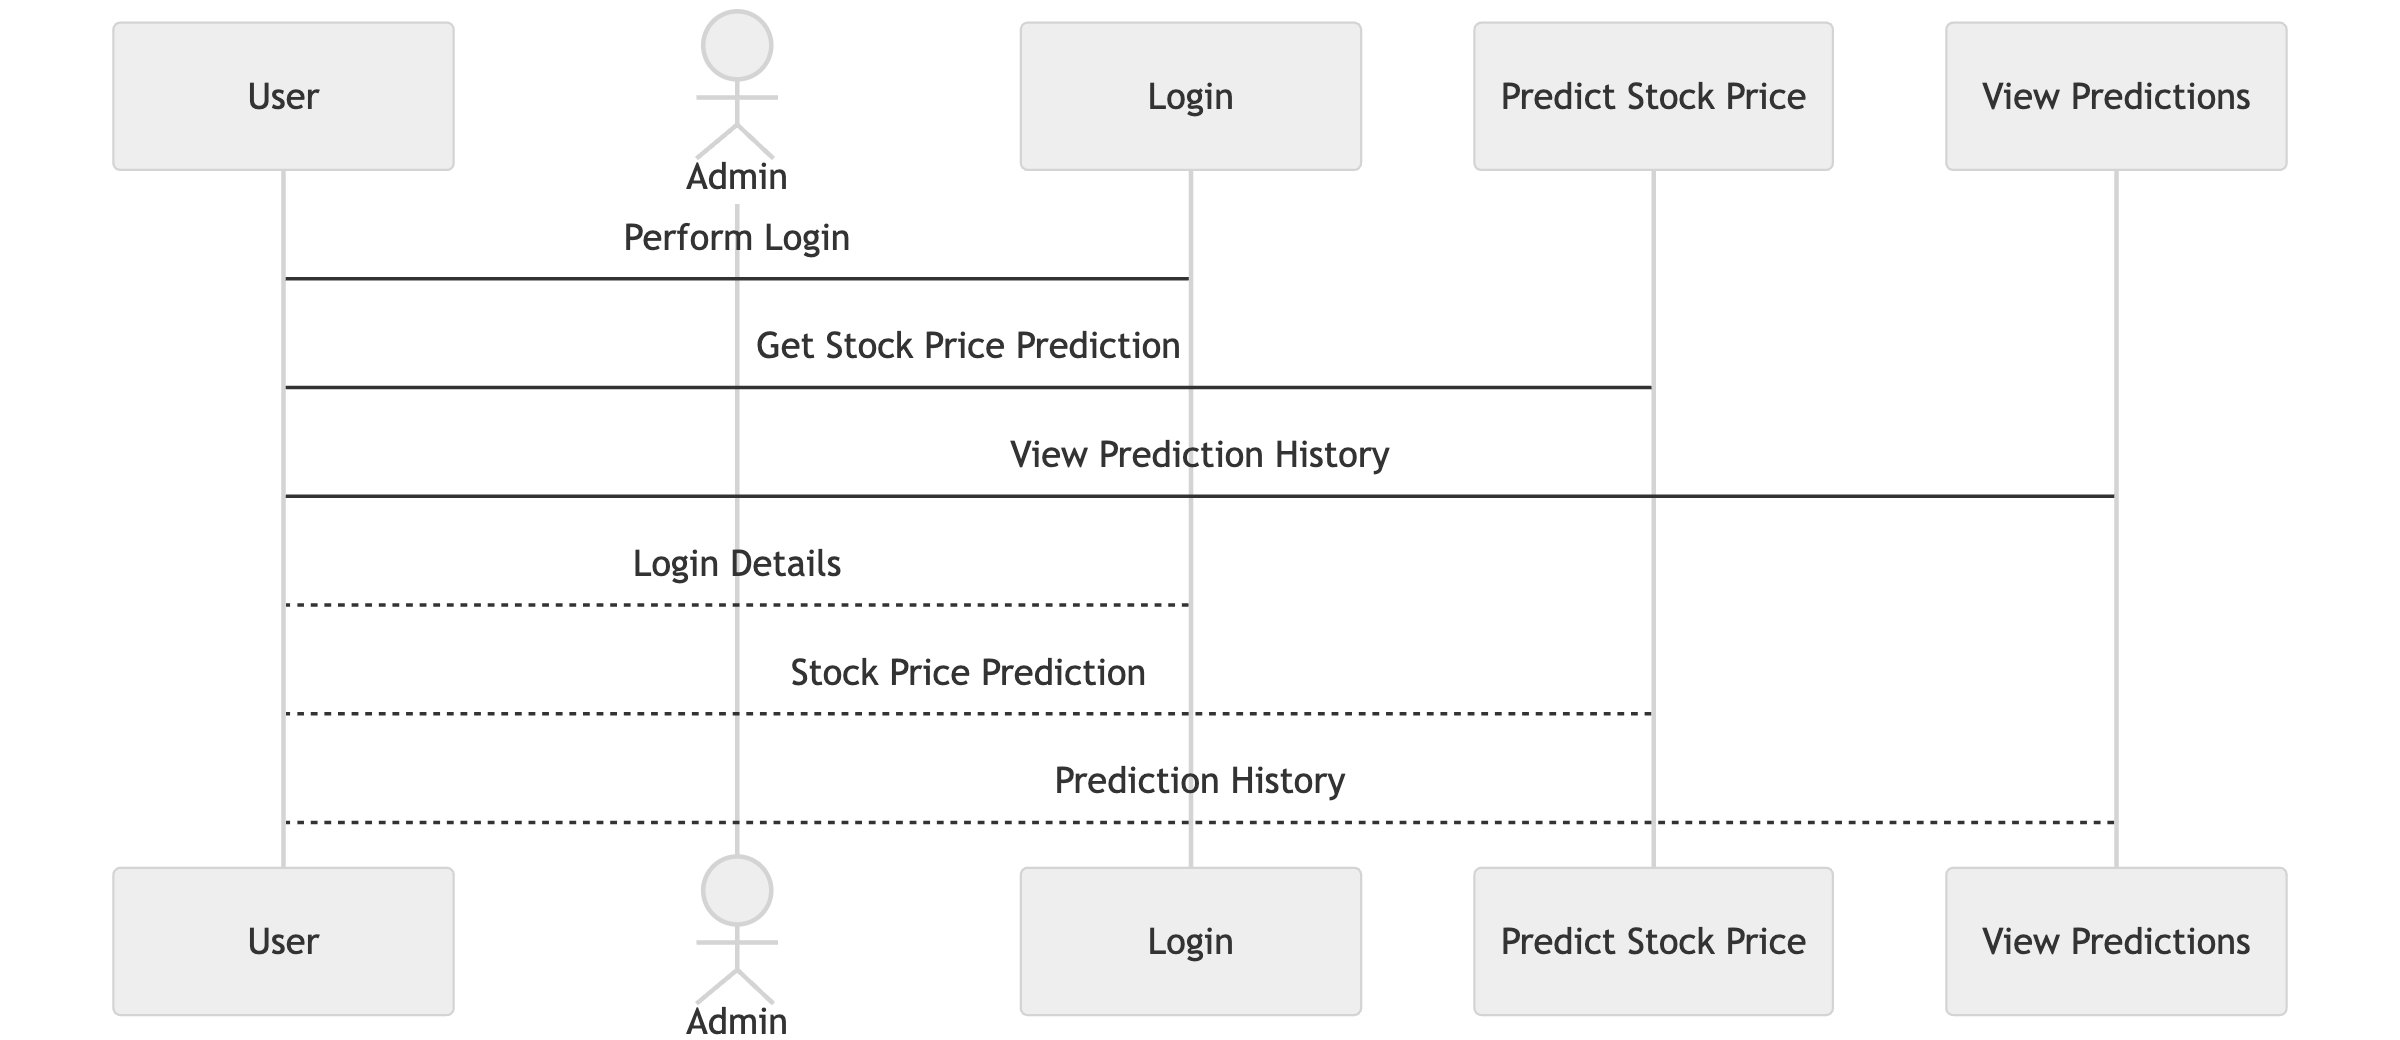 User
Admin
Login
Predict Stock Price
View Predictions
Perform Login
Get Stock Price Prediction
View Prediction History
Login Details
Stock Price Prediction
Prediction History
User
Admin
Login
Predict Stock Price
View Predictions